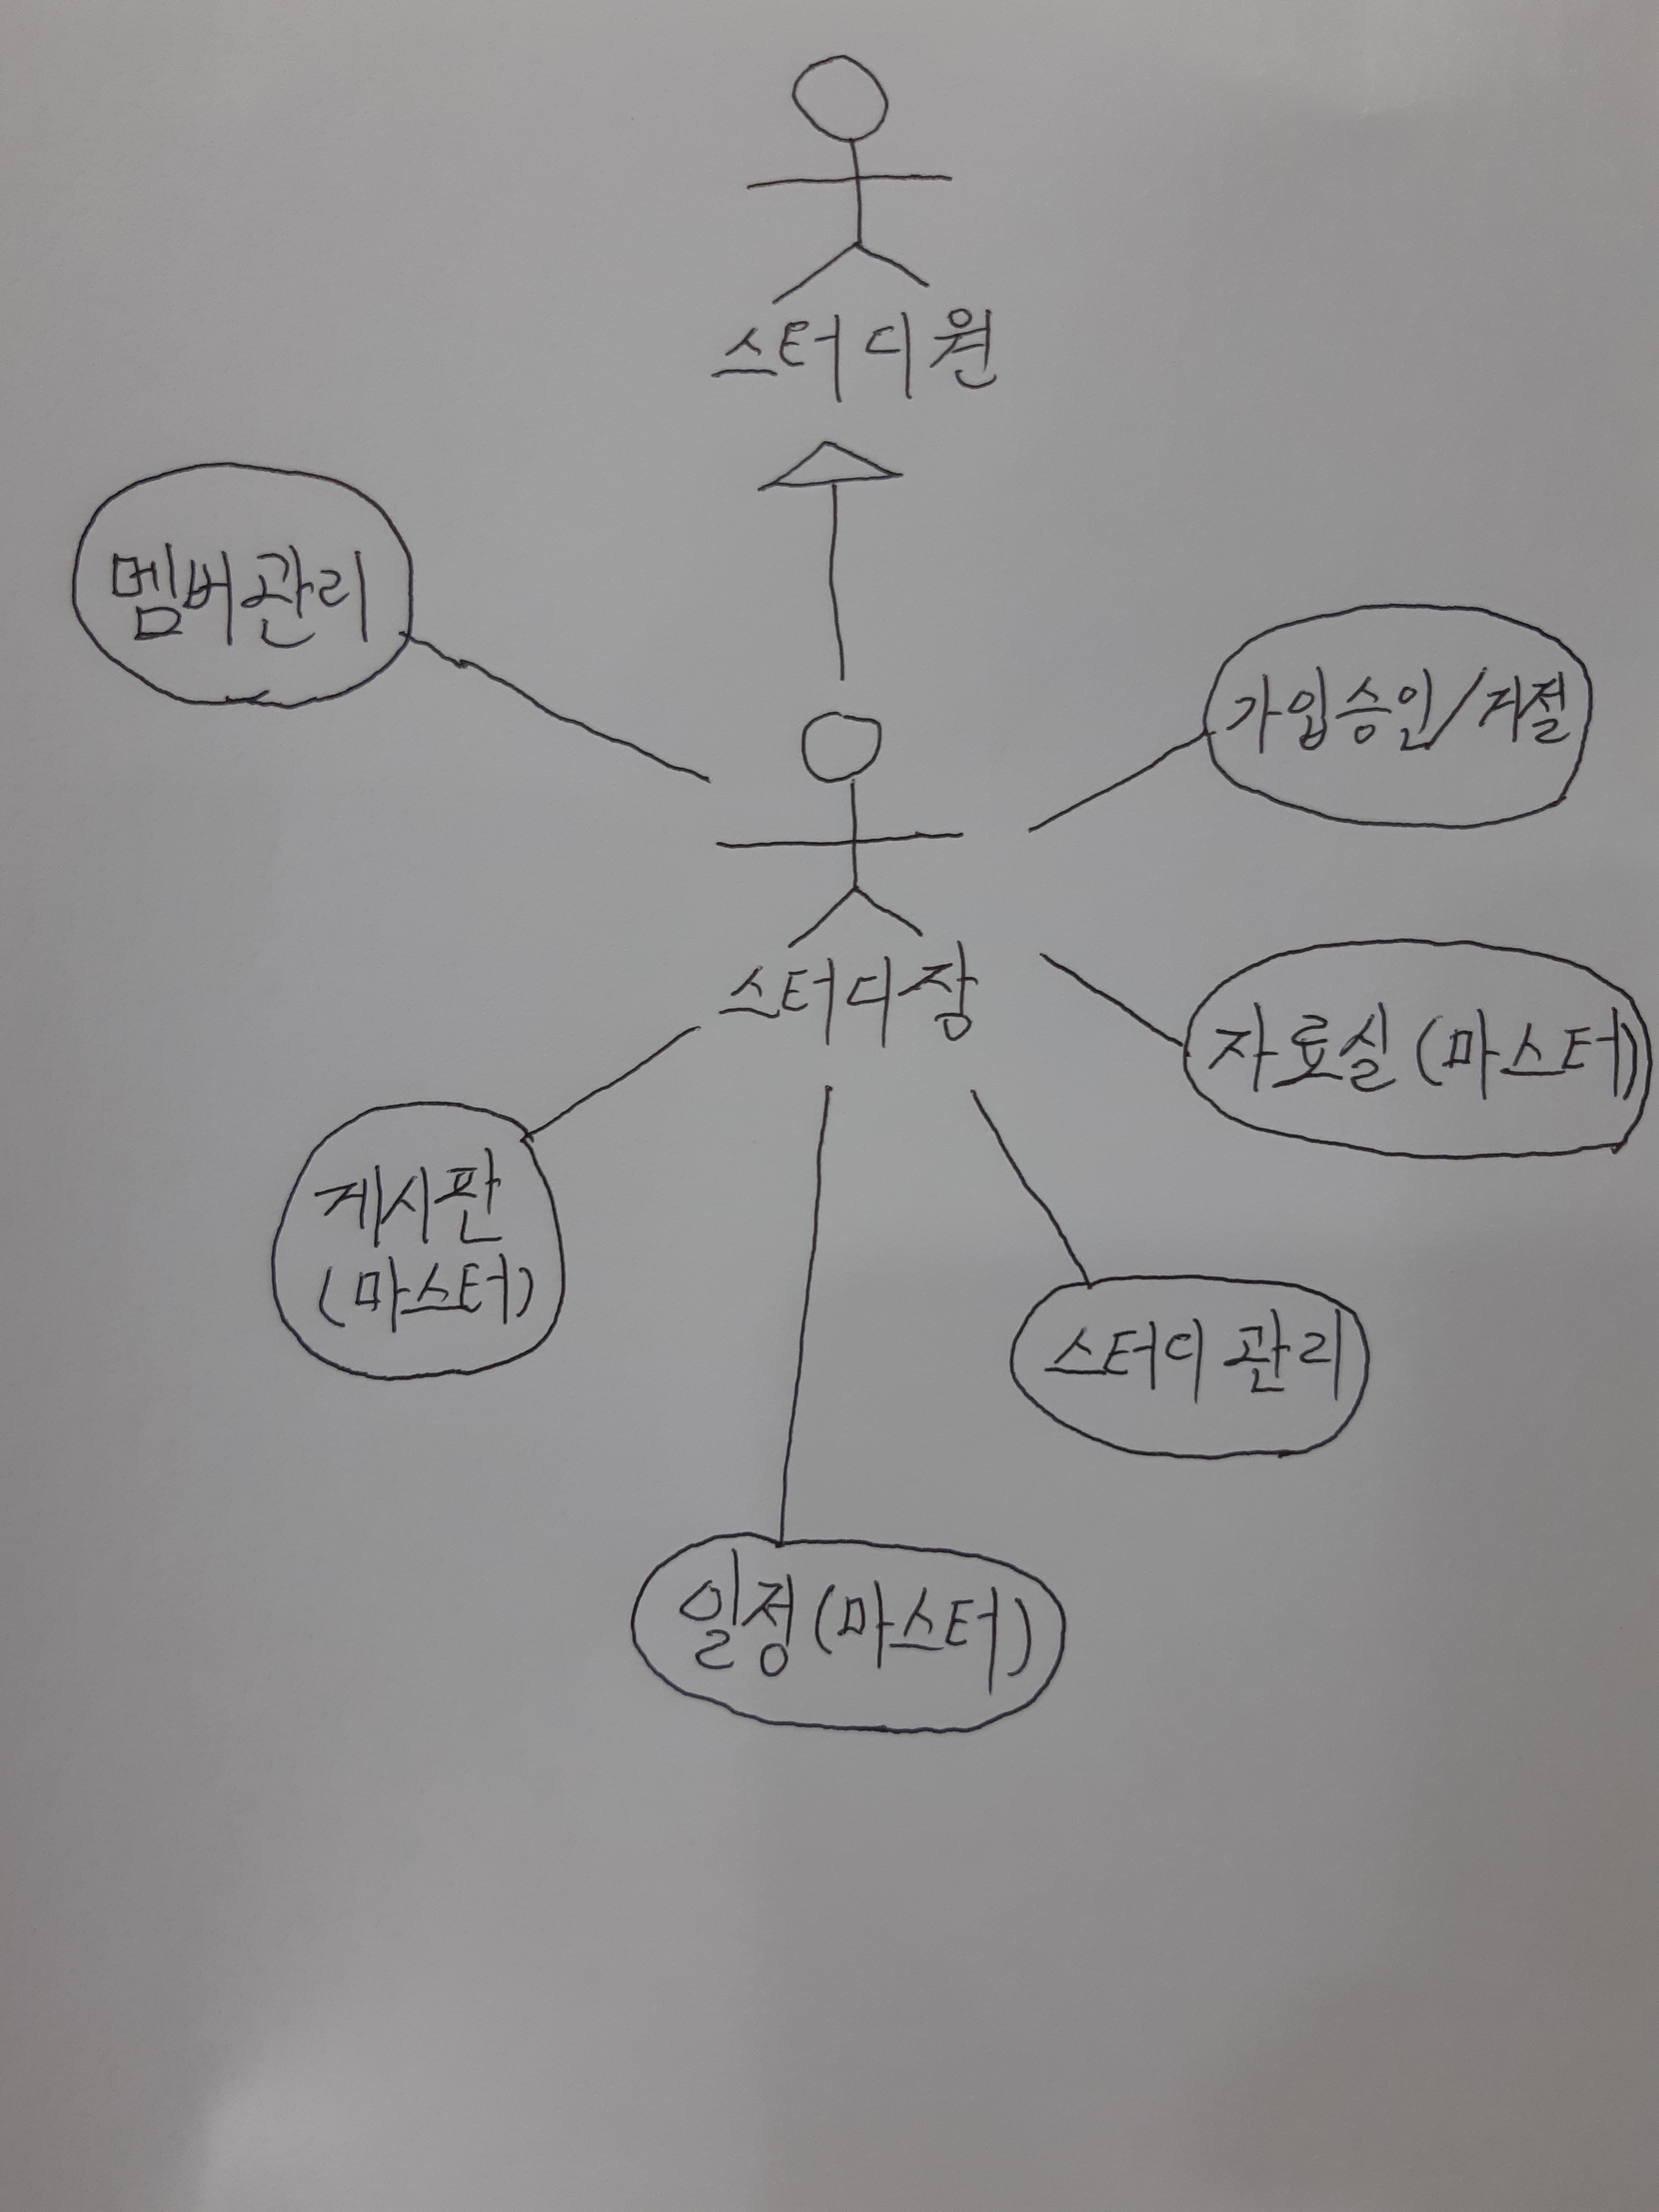 스터디원
멤버관리
가입승인/거절
스터디장
자료실(마스터)
게시판
(마스터)
스터디 관리
일정(마스터)